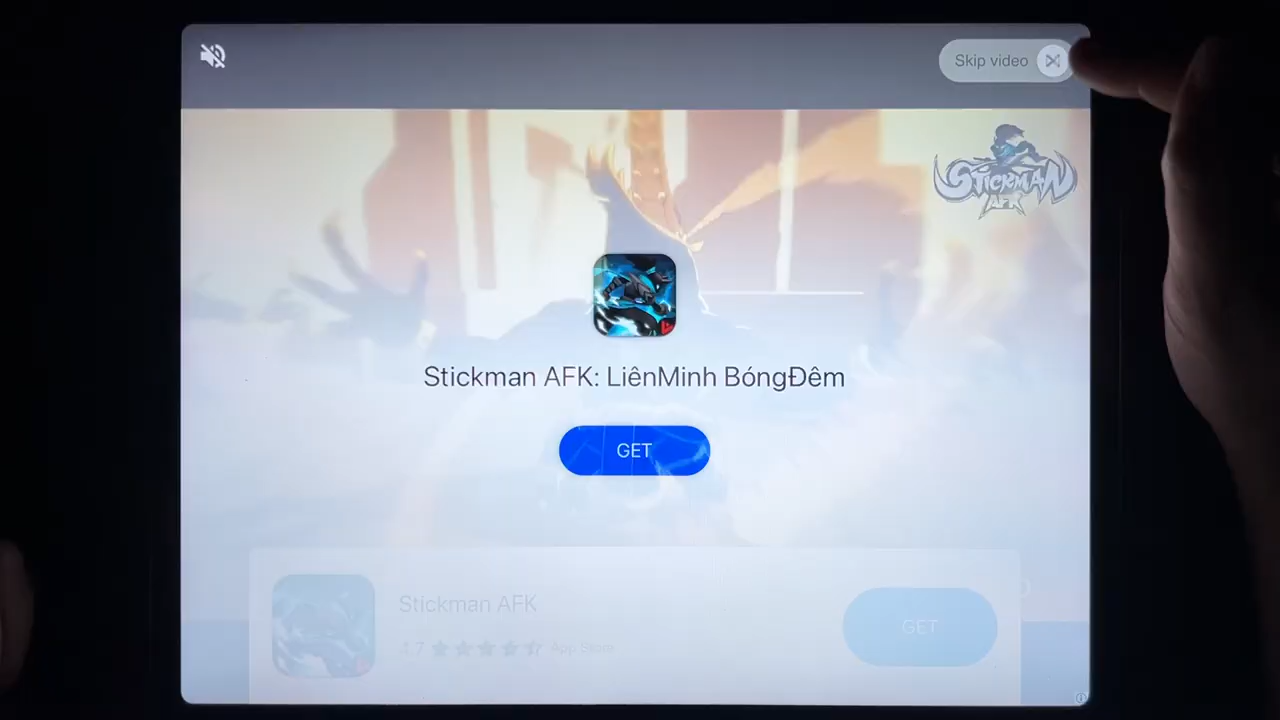 Skip video
STICKMAN
AFK
Stickman AFK: LiênMinh BóngĐêm
GET
Stickman AFK
GET
App Store